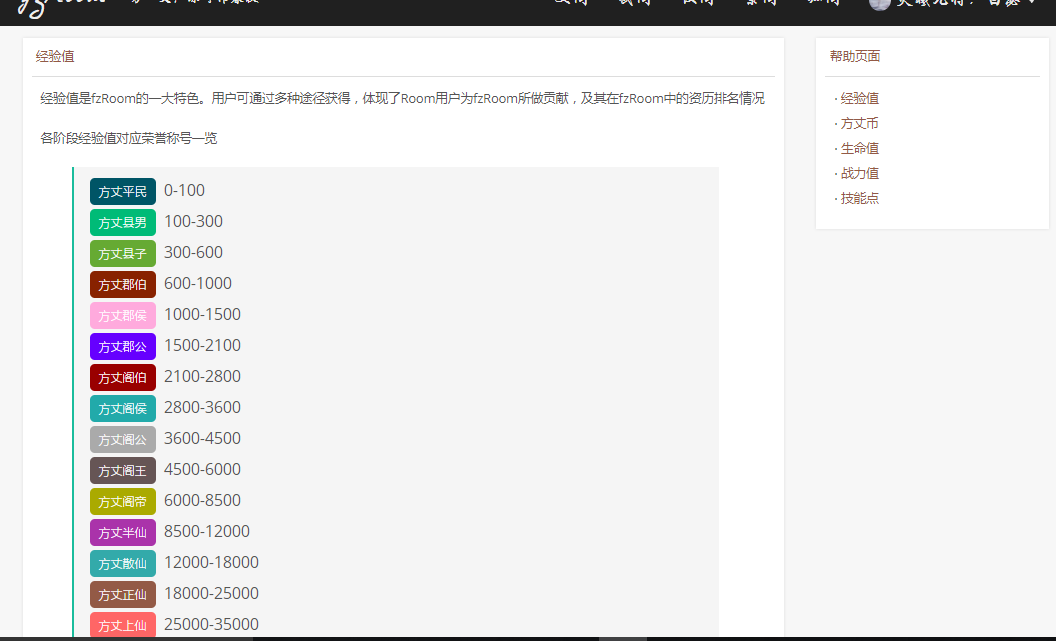 经验值
经验值是fzRoom的一大特色。用户可通过多种途径获得，体现了Room用户为fzRoom所做贡献，及其在fzRoom中的资历排名情况
各阶段经验值对应荣誉称号一览
方丈平民 0-100
方丈县男 100-300
方丈县子 300-600
方丈郡伯 600-1000
方丈郡侯 1000-1500
方丈郡公 1500-2100
方丈阁伯 2100-2800
方丈阁侯 2800-3600
方丈阁公 3600-4500
方丈阁王 4500-6000
方丈阁帝 6000-8500
方丈半仙 8500-12000
方丈散仙 12000-18000
方丈正仙 18000-25000
方丈上仙 25000-35000
帮助页面
· 经验值
· 方丈币
· 生命值
· 战力值
· 技能点